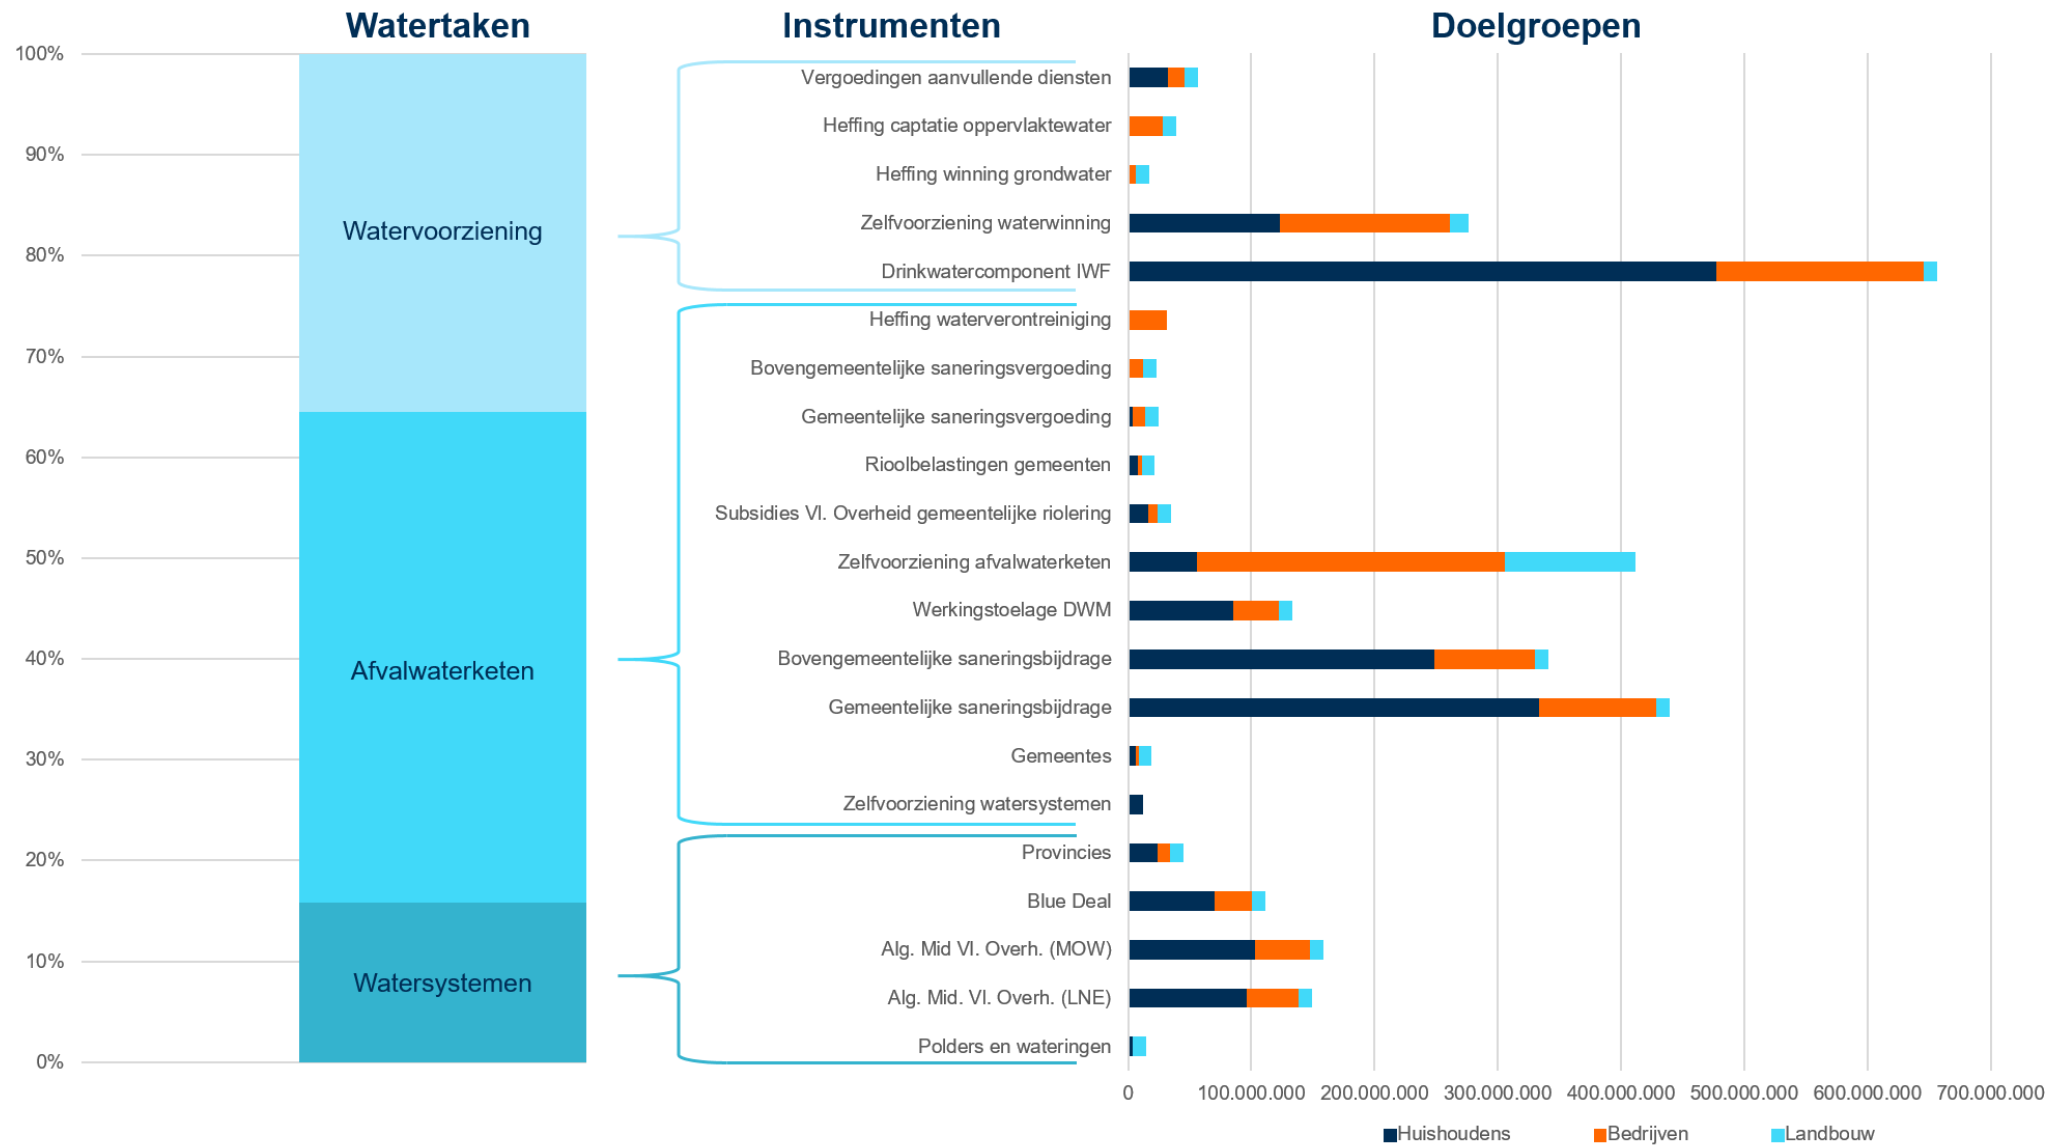 Watertaken
Instrumenten
Doelgroepen
100%
90%
80%
70%
60%
50%
40%
30%
20%
10%
0%
Watervoorziening
Afvalwaterketen
Watersystemen
Vergoedingen aanvullende diensten
Heffing captatie oppervlaktewater
Heffing winning grondwater
Zelfvoorziening waterwinning
Drinkwatercomponent IWF
Heffing waterverontreiniging
Bovengemeentelijke saneringsvergoeding
Gemeentelijke saneringsvergoeding
Rioolbelastingen gemeenten
Subsidies Vl. Overheid gemeentelijke riolering
Zelfvoorziening afvalwaterketen
Werkingstoelage DWM
Bovengemeentelijke saneringsbijdrage
Gemeentelijke saneringsbijdrage
Gemeentes
Zelfvoorziening watersystemen
Provincies
Blue Deal
Alg. Mid Vl. Overh. (MOW)
Alg. Mid. Vl. Overh. (LNE)
Polders en wateringen
0
100.000.000
200.000.000
300.000.000
400.000.000
500.000.000
600.000.000
700.000.000
Huishoudens
Bedrijven
Landbouw